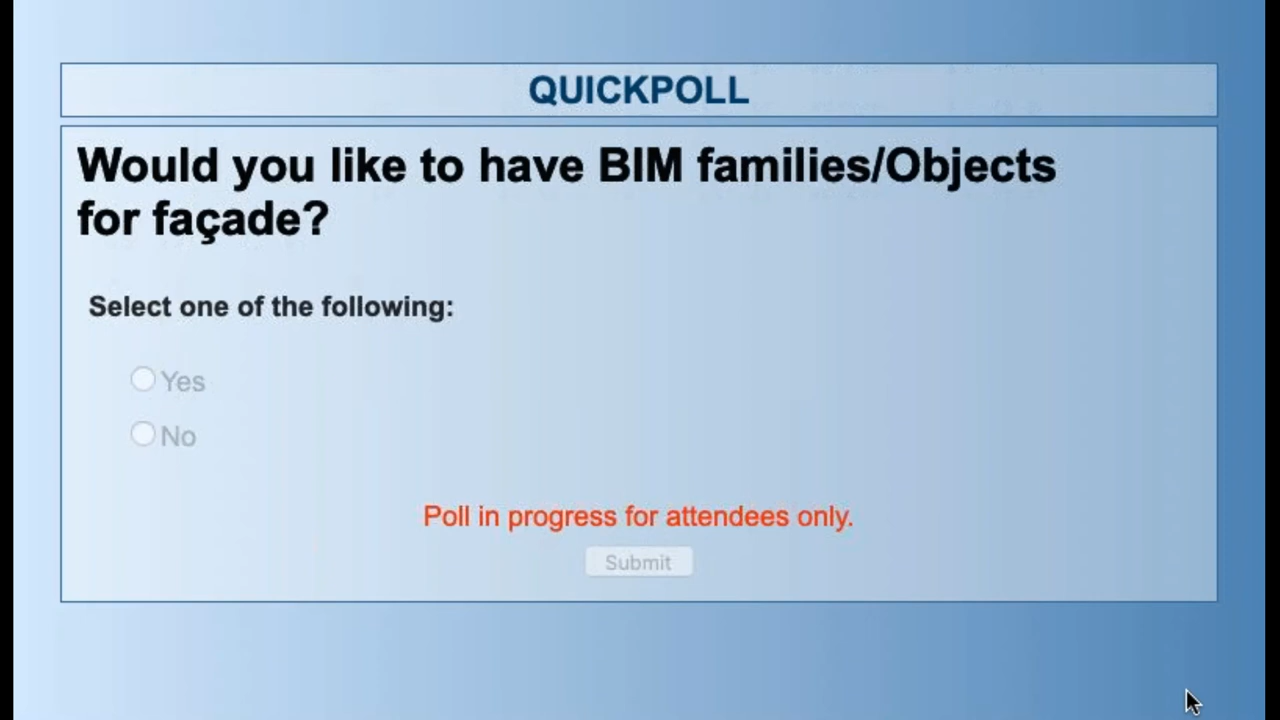 QUICKPOLL
Would you like to have BIM families/Objects
for façade?
Select one of the following:
Yes
No
Poll in progress for attendees only.
Submit